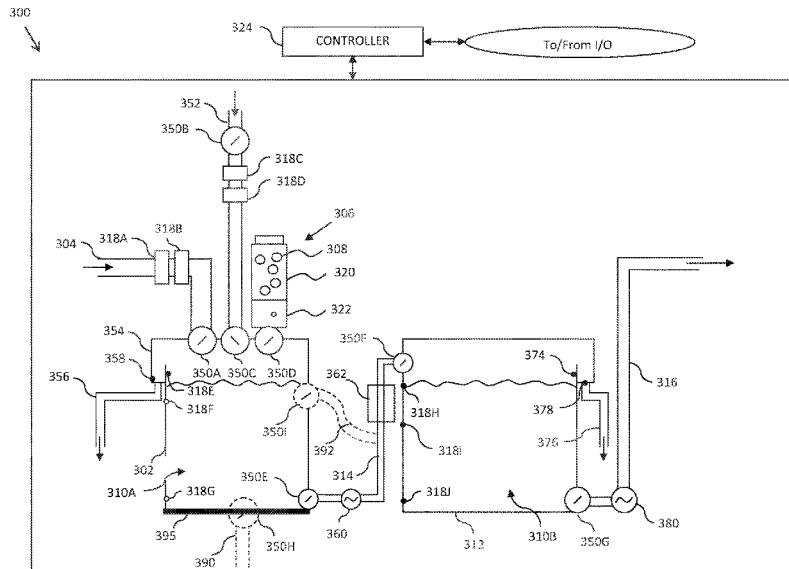 300
324
CONTROLLER
To/From I/O
352
350B
318C
318D
306
318A
318B
304
308
320
322
354
350F
358
350A
350C
350D
362
374
356
318E
318H
378
316
318F
350I
318I
376
392
302
314
310A
318G
350E
318J
395
350H
360
312
310B
350G
380
390